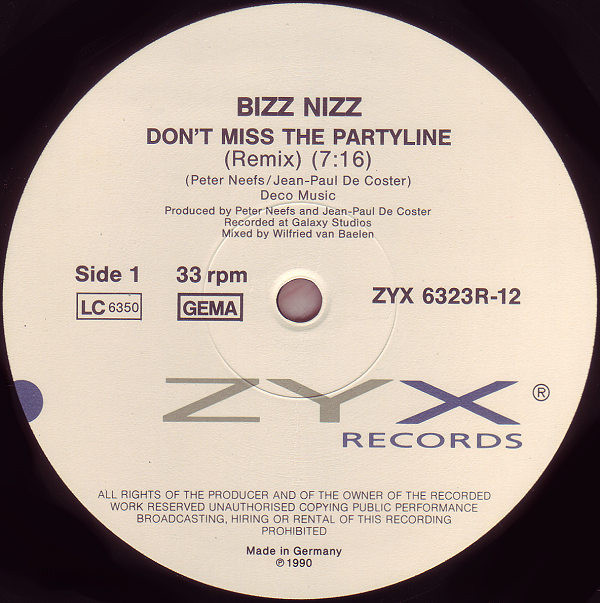 BIZZ NIZZ
DON'T MISS THE PARTYLINE
(Remix) (7:16)
(Peter Neefs/Jean-Paul De Coster)
Deco Music
Produced by Peter Neefs and Jean-Paul De Coster
Recorded at Galaxy Studios
Mixed by Wilfried van Baelen
Side 1 33 rpm
LC 6350 GEMA ZYX 6323R-12
ZYX ®
RECORDS
ALL RIGHTS OF THE PRODUCER AND OF THE OWNER OF THE RECORDED
WORK RESERVED UNAUTHORISED COPYING PUBLIC PERFORMANCE
BROADCASTING, HIRING OR RENTAL OF THIS RECORDING
PROHIBITED
Made in Germany
℗ 1990